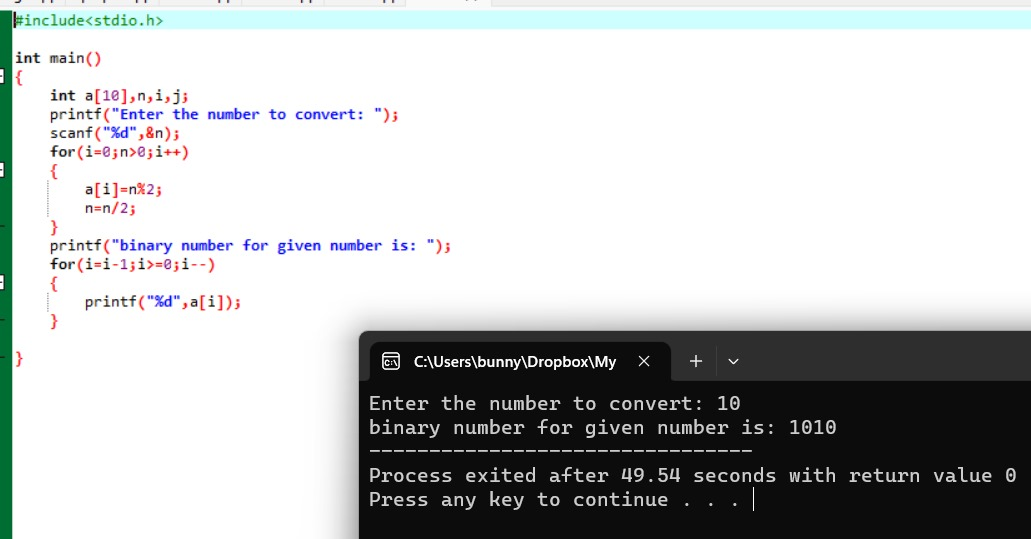 #include<stdio.h>
int main()
{
int a[10],n,i,j;
printf("Enter the number to convert: ");
scanf("%d",&n);
for(i=0;n>0;i++)
{
a[i]=n%2;
n=n/2;
}
printf("binary number for given number is: ");
for(i=i-1;i>=0;i--)
{
printf("%d",a[i]);
}
}
C:\Users\bunny\Dropbox\My
Enter the number to convert: 10
binary number for given number is: 1010
--------------------------------
Process exited after 49.54 seconds with return value 0
Press any key to continue . . .